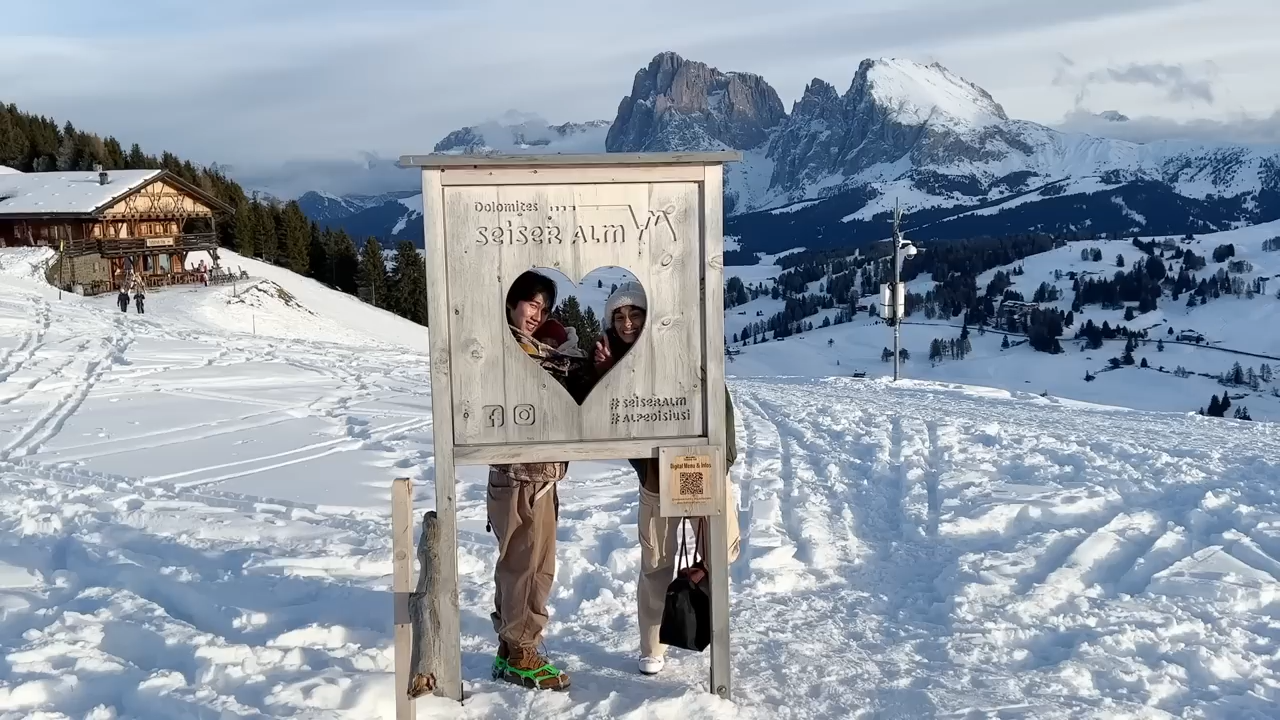 Dolomites
seiser alm
#seiseralm
#alpedisiusi
Digital Menu & Infos